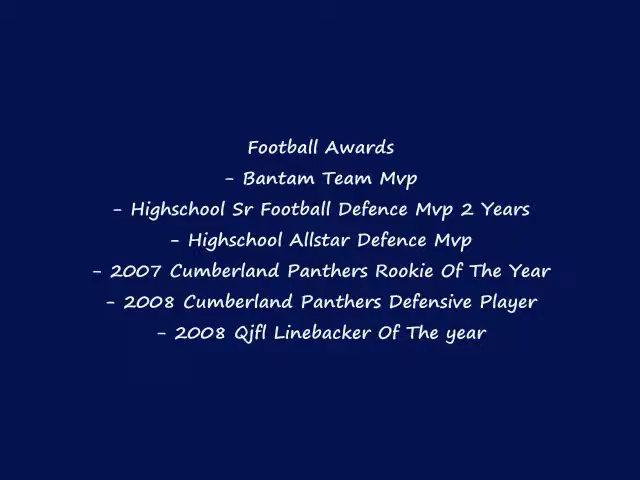 Football Awards
- Bantam Team Mvp
- Highschool Sr Football Defence Mvp 2 Years
- Highschool Allstar Defence Mvp
- 2007 Cumberland Panthers Rookie Of The Year
- 2008 Cumberland Panthers Defensive Player
- 2008 Qjfl Linebacker Of The year